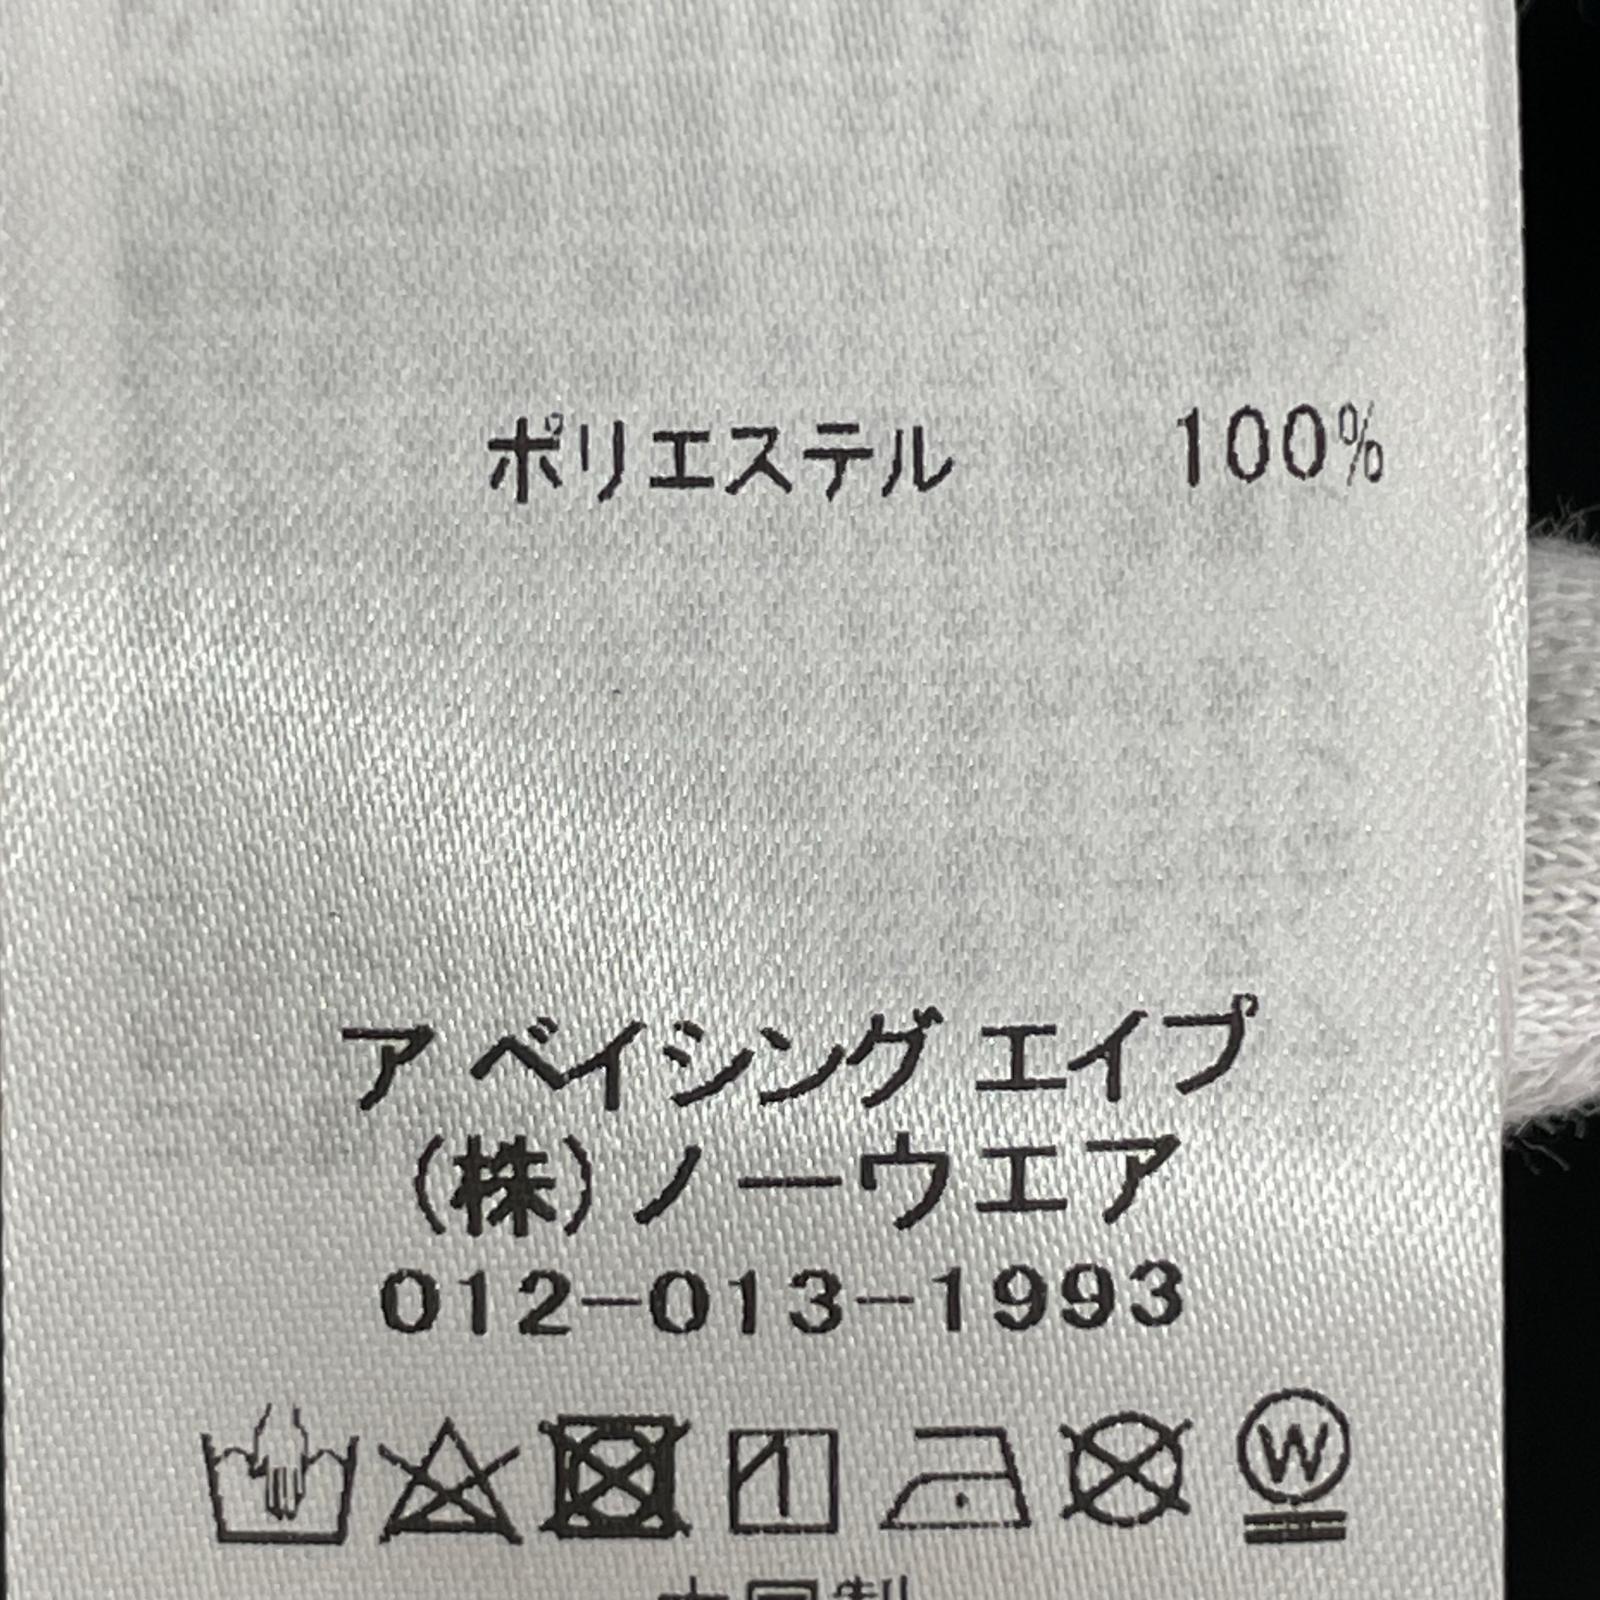 ポリエステル 100%
ア ベイシング エイプ
(株)ノーウエア
012-013-1993
W